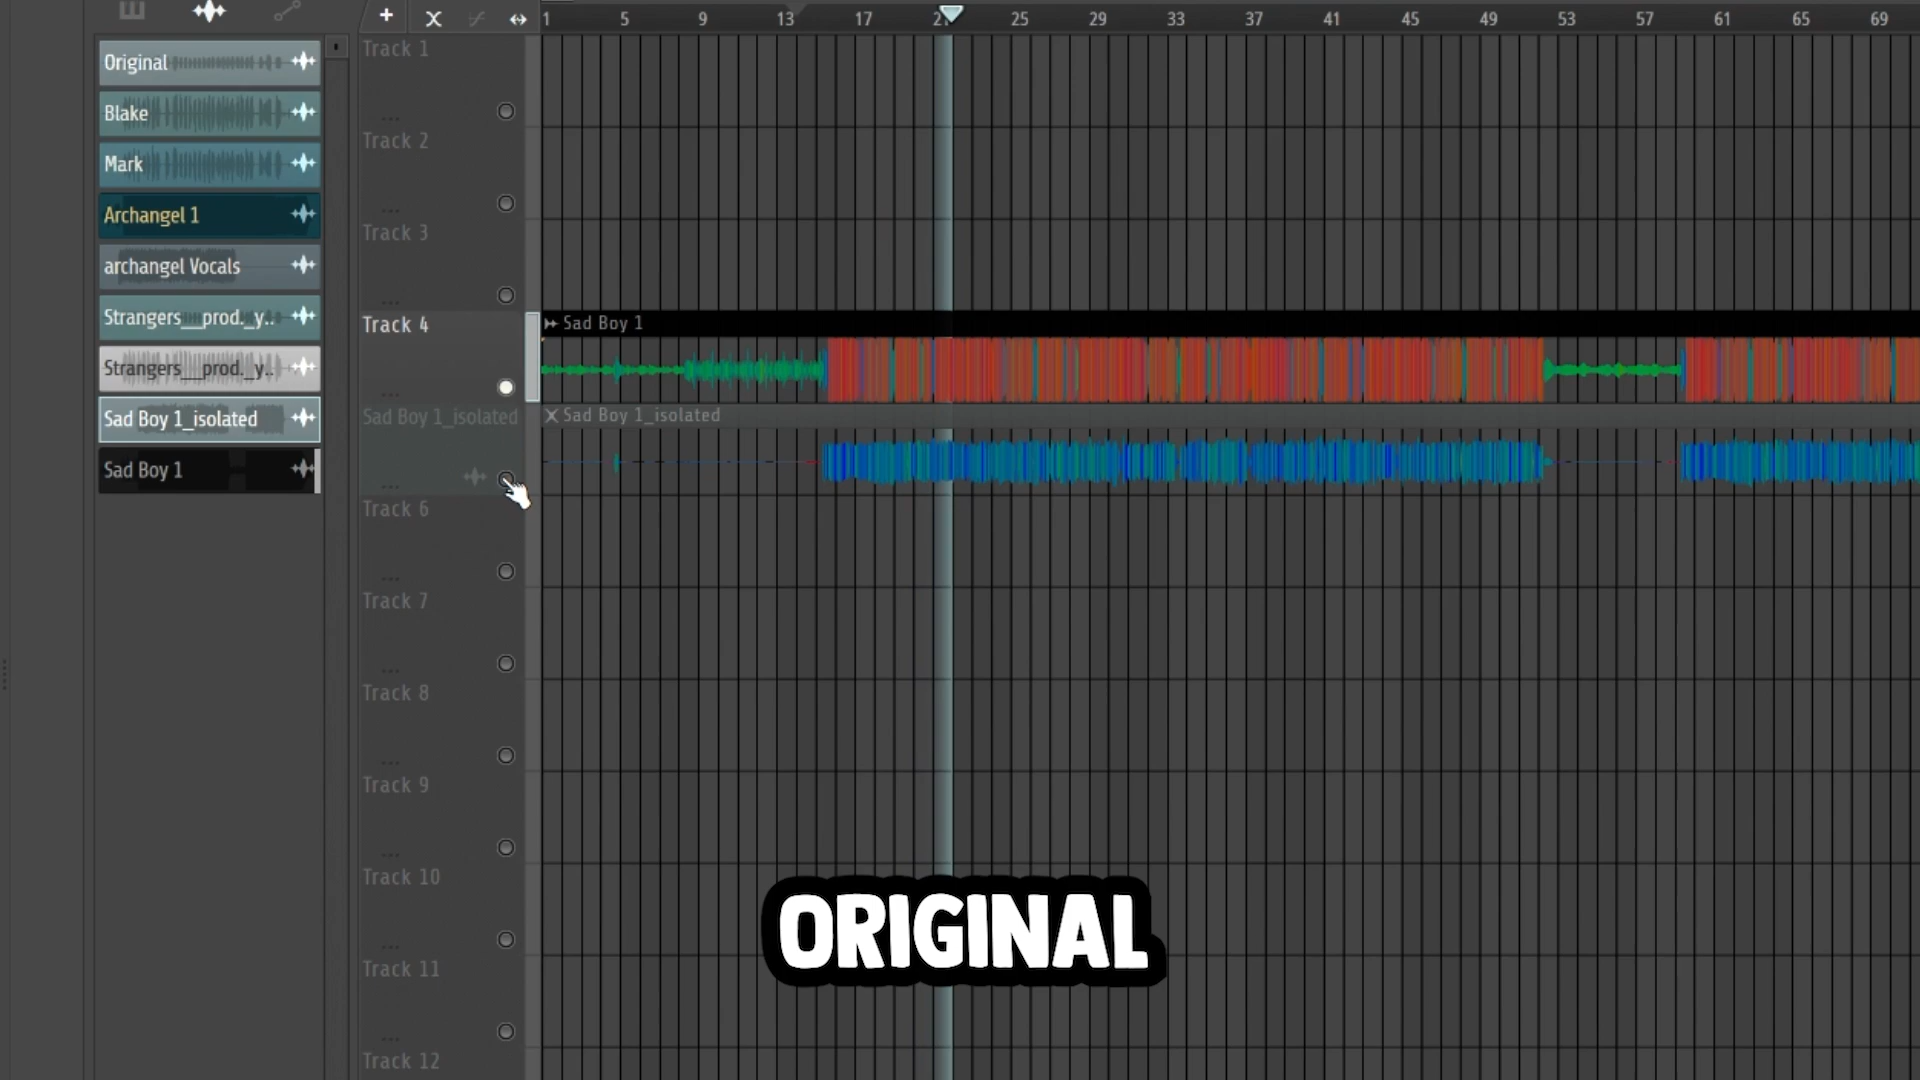 1 5 9 13 17 21 25 29 33 37 41 45 49 53 57 61 65 69
Original
Blake
Mark
Archangel 1
archangel Vocals
Strangers__prod._y..
Strangers__prod._y..
Sad Boy 1_isolated
Sad Boy 1
Track 1
...
Track 2
...
Track 3
...
Track 4
...
Sad Boy 1
Sad Boy 1_isolated
...
Sad Boy 1_isolated
Track 6
...
Track 7
...
Track 8
...
Track 9
...
Track 10
...
Track 11
...
Track 12
ORIGINAL